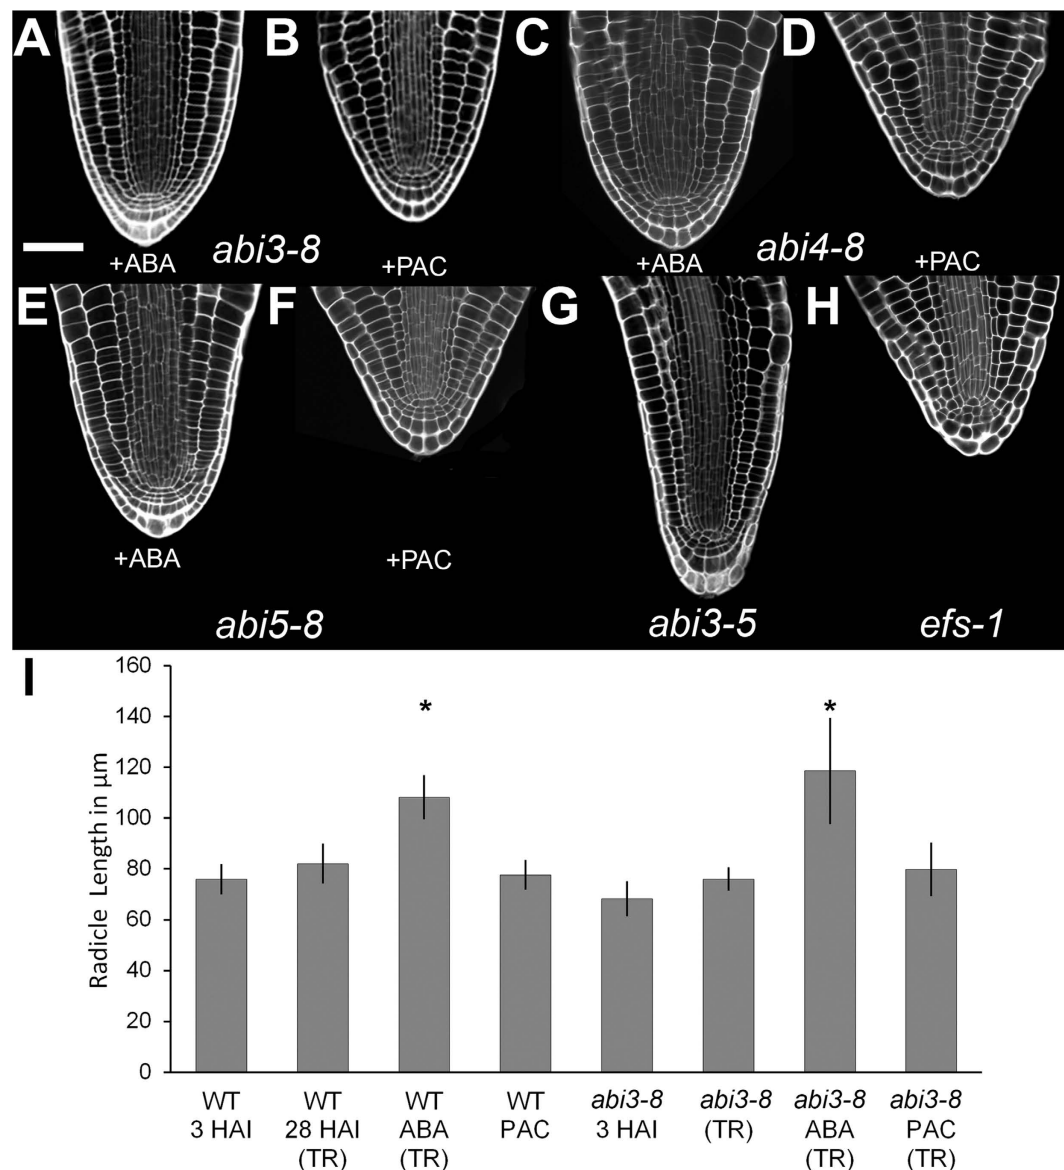 A B C D
abi3-8 abi4-8
+ABA +PAC +ABA +PAC
E F G H
+ABA +PAC
abi5-8 abi3-5 efs-1
I
Radicle Length in µm
160
140
120
100
80
60
40
20
0
* *
WT WT WT WT abi3-8 abi3-8 abi3-8 abi3-8
3 HAI 28 HAI ABA PAC 3 HAI (TR) ABA PAC (TR)
(TR) (TR) (TR)